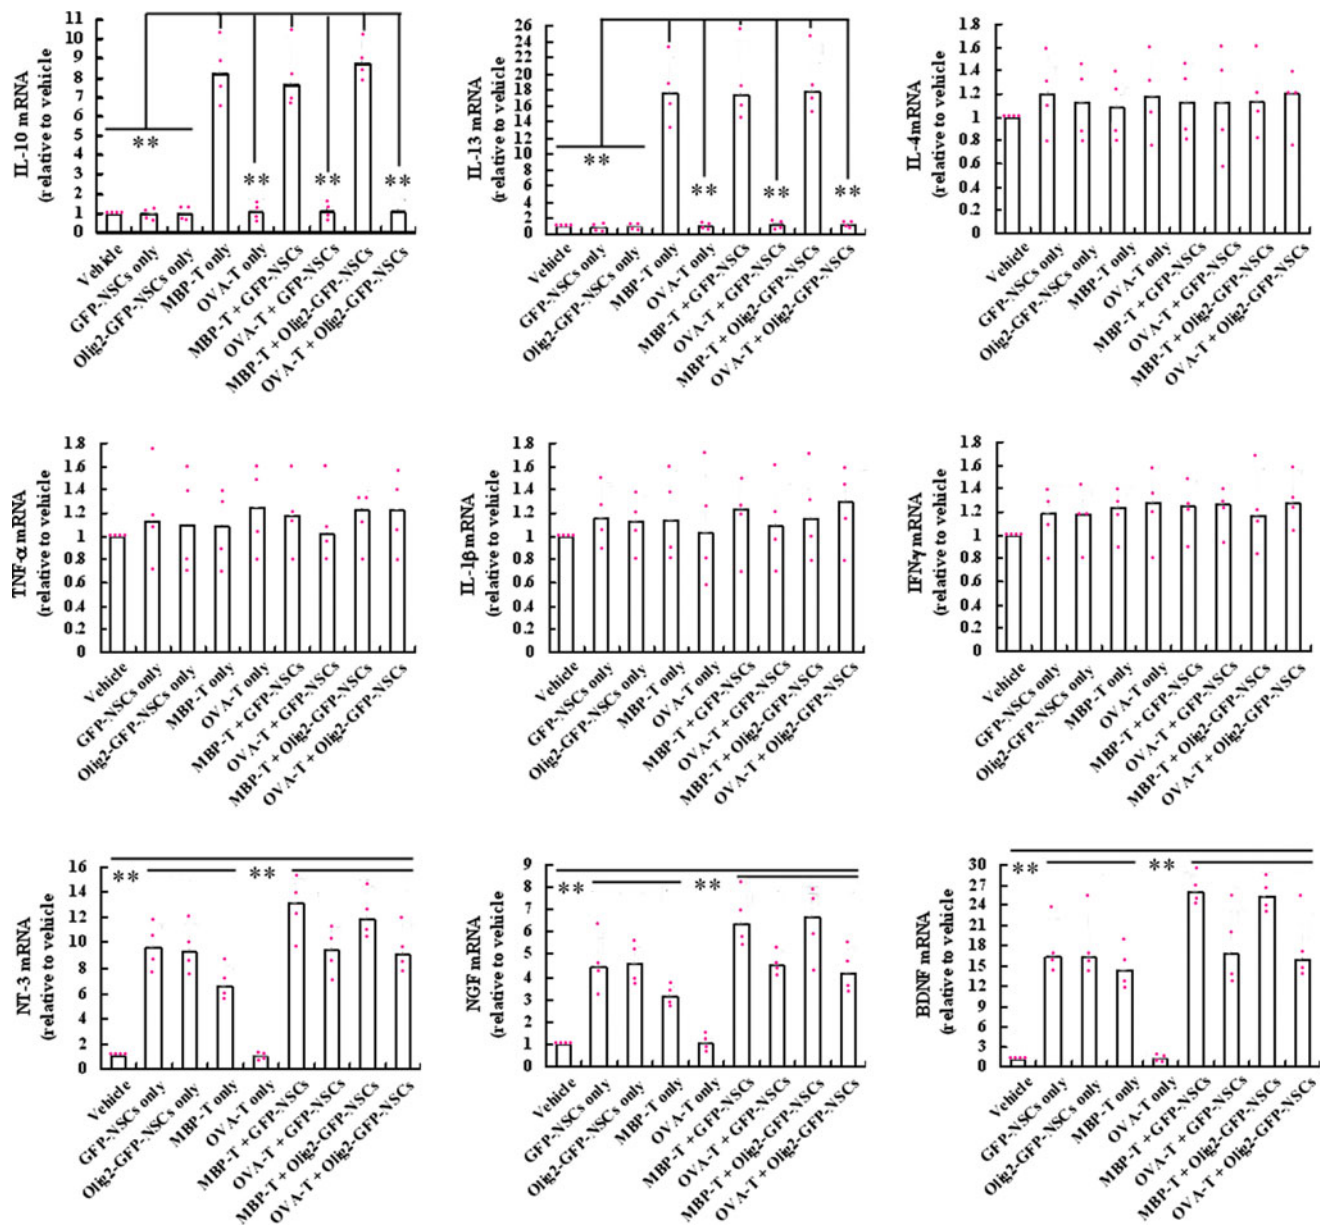 IL-10 mRNA
(relative to vehicle)
11
10
9
8
7
6
5
4
3
2
1
0
**
**
**
**
Vehicle
GFP-NSCs only
Olig2-GFP-NSCs only
MBP-T only
OVA-T only
MBP-T + GFP-NSCs
OVA-T + GFP-NSCs
MBP-T + Olig2-GFP-NSCs
OVA-T + Olig2-GFP-NSCs
IL-13 mRNA
(relative to vehicle)
26
24
22
20
18
16
14
12
10
8
6
4
2
0
**
**
**
**
Vehicle
GFP-NSCs only
Olig2-GFP-NSCs only
MBP-T only
OVA-T only
MBP-T + GFP-NSCs
OVA-T + GFP-NSCs
MBP-T + Olig2-GFP-NSCs
OVA-T + Olig2-GFP-NSCs
IL-4mRNA
(relative to vehicle)
1.8
1.6
1.4
1.2
1
0.8
0.6
0.4
0.2
0
Vehicle
GFP-NSCs only
Olig2-GFP-NSCs only
MBP-T only
OVA-T only
MBP-T + GFP-NSCs
OVA-T + GFP-NSCs
MBP-T + Olig2-GFP-NSCs
OVA-T + Olig2-GFP-NSCs
TNF-α mRNA
(relative to vehicle)
1.8
1.6
1.4
1.2
1
0.8
0.6
0.4
0.2
0
Vehicle
GFP-NSCs only
Olig2-GFP-NSCs only
MBP-T only
OVA-T only
MBP-T + GFP-NSCs
OVA-T + GFP-NSCs
MBP-T + Olig2-GFP-NSCs
OVA-T + Olig2-GFP-NSCs
IL-1β mRNA
(relative to vehicle)
1.8
1.6
1.4
1.2
1
0.8
0.6
0.4
0.2
0
Vehicle
GFP-NSCs only
Olig2-GFP-NSCs only
MBP-T only
OVA-T only
MBP-T + GFP-NSCs
OVA-T + GFP-NSCs
MBP-T + Olig2-GFP-NSCs
OVA-T + Olig2-GFP-NSCs
IFN-γ mRNA
(relative to vehicle)
1.8
1.6
1.4
1.2
1
0.8
0.6
0.4
0.2
0
Vehicle
GFP-NSCs only
Olig2-GFP-NSCs only
MBP-T only
OVA-T only
MBP-T + GFP-NSCs
OVA-T + GFP-NSCs
MBP-T + Olig2-GFP-NSCs
OVA-T + Olig2-GFP-NSCs
NT-3 mRNA
(relative to vehicle)
16
14
12
10
8
6
4
2
0
**
**
Vehicle
GFP-NSCs only
Olig2-GFP-NSCs only
MBP-T only
OVA-T only
MBP-T + GFP-NSCs
OVA-T + GFP-NSCs
MBP-T + Olig2-GFP-NSCs
OVA-T + Olig2-GFP-NSCs
NGF mRNA
(relative to vehicle)
9
8
7
6
5
4
3
2
1
0
**
**
Vehicle
GFP-NSCs only
Olig2-GFP-NSCs only
MBP-T only
OVA-T only
MBP-T + GFP-NSCs
OVA-T + GFP-NSCs
MBP-T + Olig2-GFP-NSCs
OVA-T + Olig2-GFP-NSCs
BDNF mRNA
(relative to vehicle)
30
27
24
21
18
15
12
9
6
3
0
**
**
Vehicle
GFP-NSCs only
Olig2-GFP-NSCs only
MBP-T only
OVA-T only
MBP-T + GFP-NSCs
OVA-T + GFP-NSCs
MBP-T + Olig2-GFP-NSCs
OVA-T + Olig2-GFP-NSCs